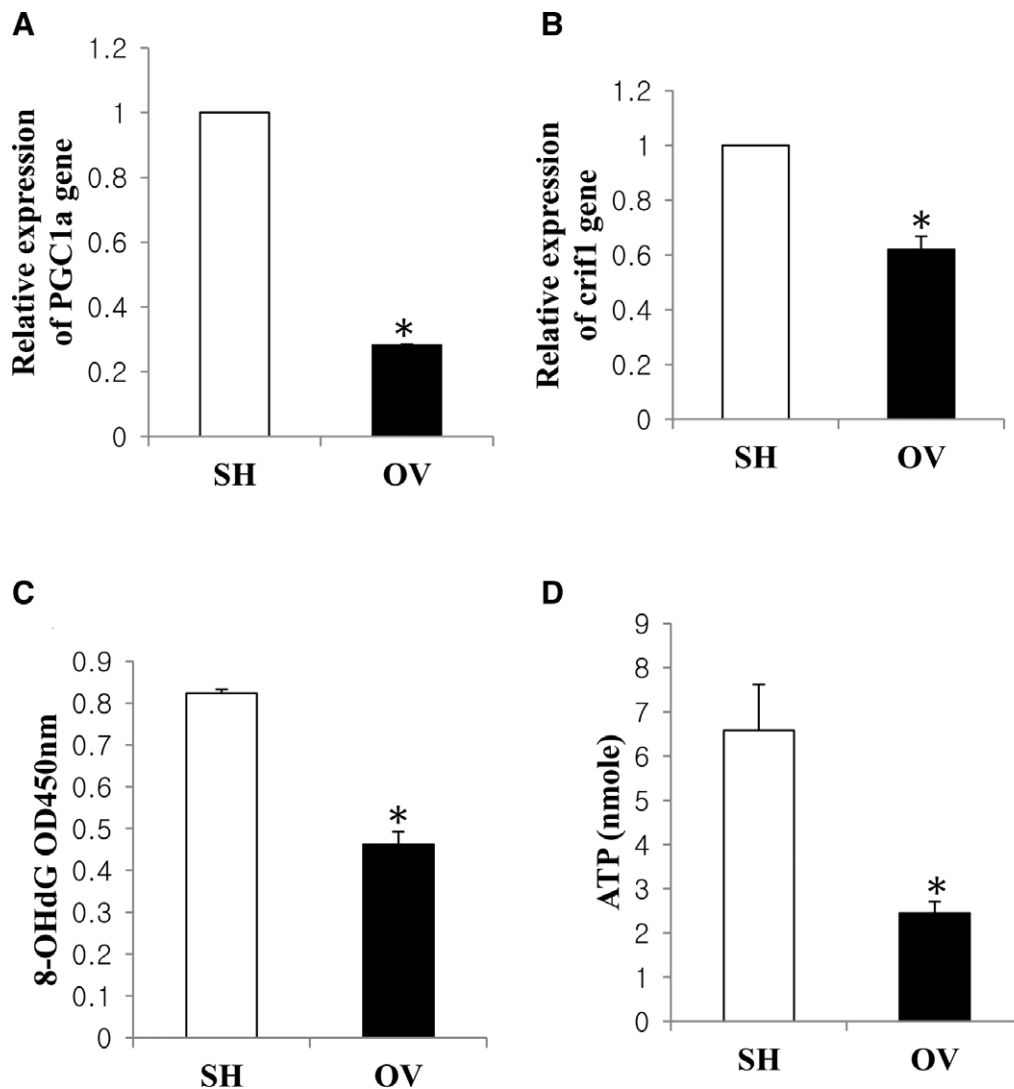 A
Relative expression
of PGC1a gene
1.2
1
0.8
0.6
0.4
0.2
0
*
SH
OV
B
Relative expression
of crif1 gene
1.2
1
0.8
0.6
0.4
0.2
0
*
SH
OV
C
8-OHdG OD450nm
0.9
0.8
0.7
0.6
0.5
0.4
0.3
0.2
0.1
0
*
SH
OV
D
ATP (nmole)
9
8
7
6
5
4
3
2
1
0
*
SH
OV